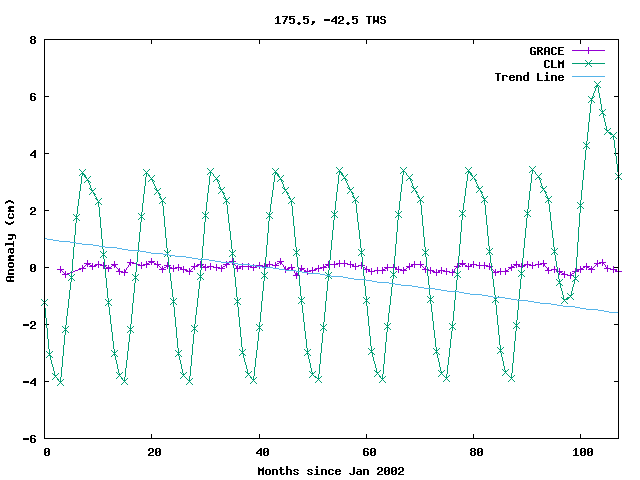 175.5, -42.5 TWS
GRACE
CLM
Trend Line
8
6
4
2
0
-2
-4
-6
Anomaly (cm)
0 20 40 60 80 100
Months since Jan 2002